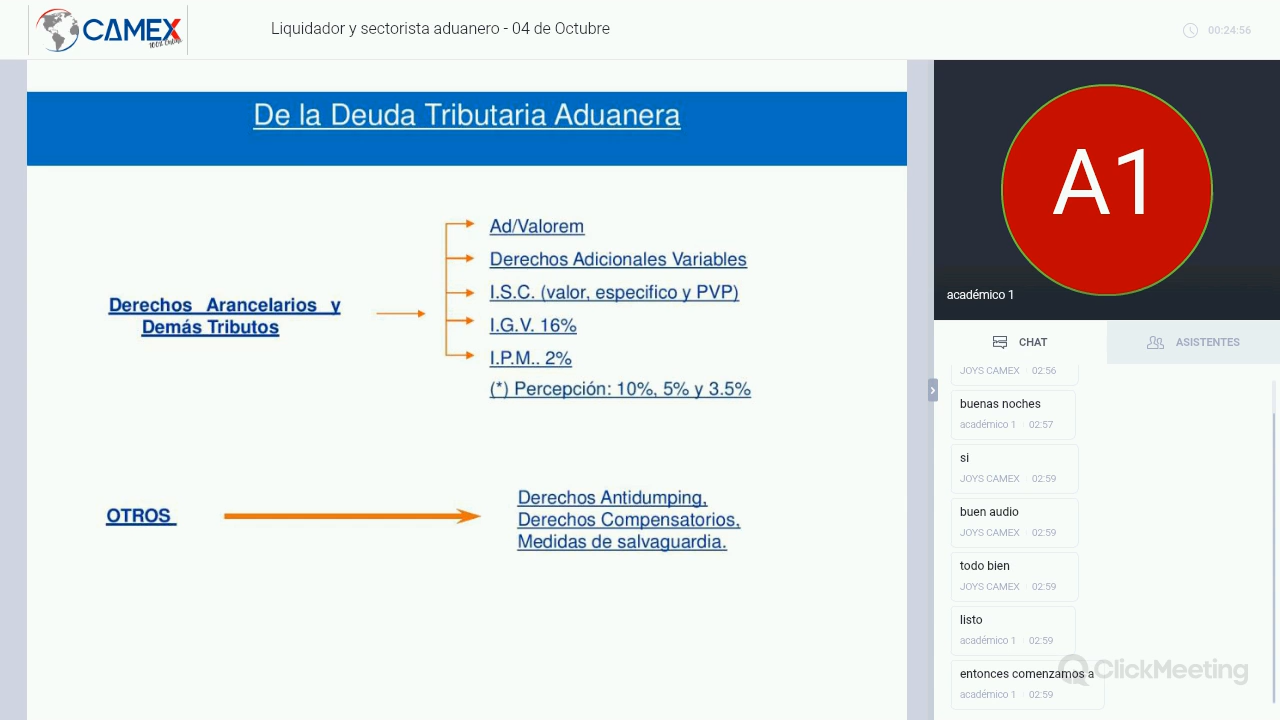 CAMEX
100% Online
Liquidador y sectorista aduanero - 04 de Octubre
00:24:56
De la Deuda Tributaria Aduanera
Derechos Arancelarios y
Demás Tributos
Ad/Valorem
Derechos Adicionales Variables
I.S.C. (valor, especifico y PVP)
I.G.V. 16%
I.P.M.. 2%
(*) Percepción: 10%, 5% y 3.5%
OTROS
Derechos Antidumping,
Derechos Compensatorios,
Medidas de salvaguardia.
A1
académico 1
CHAT
ASISTENTES
JOYS CAMEX 02:56
buenas noches
académico 1 02:57
si
JOYS CAMEX 02:59
buen audio
JOYS CAMEX 02:59
todo bien
JOYS CAMEX 02:59
listo
académico 1 02:59
entonces comenzamos a
académico 1 02:59
ClickMeeting